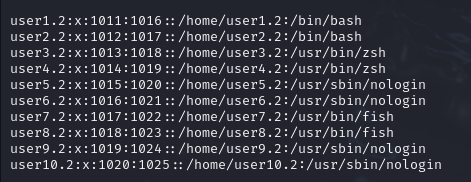 user1.2:x:1011:1016::/home/user1.2:/bin/bash
user2.2:x:1012:1017::/home/user2.2:/bin/bash
user3.2:x:1013:1018::/home/user3.2:/usr/bin/zsh
user4.2:x:1014:1019::/home/user4.2:/usr/bin/zsh
user5.2:x:1015:1020::/home/user5.2:/usr/sbin/nologin
user6.2:x:1016:1021::/home/user6.2:/usr/sbin/nologin
user7.2:x:1017:1022::/home/user7.2:/usr/bin/fish
user8.2:x:1018:1023::/home/user8.2:/usr/bin/fish
user9.2:x:1019:1024::/home/user9.2:/usr/sbin/nologin
user10.2:x:1020:1025::/home/user10.2:/usr/sbin/nologin